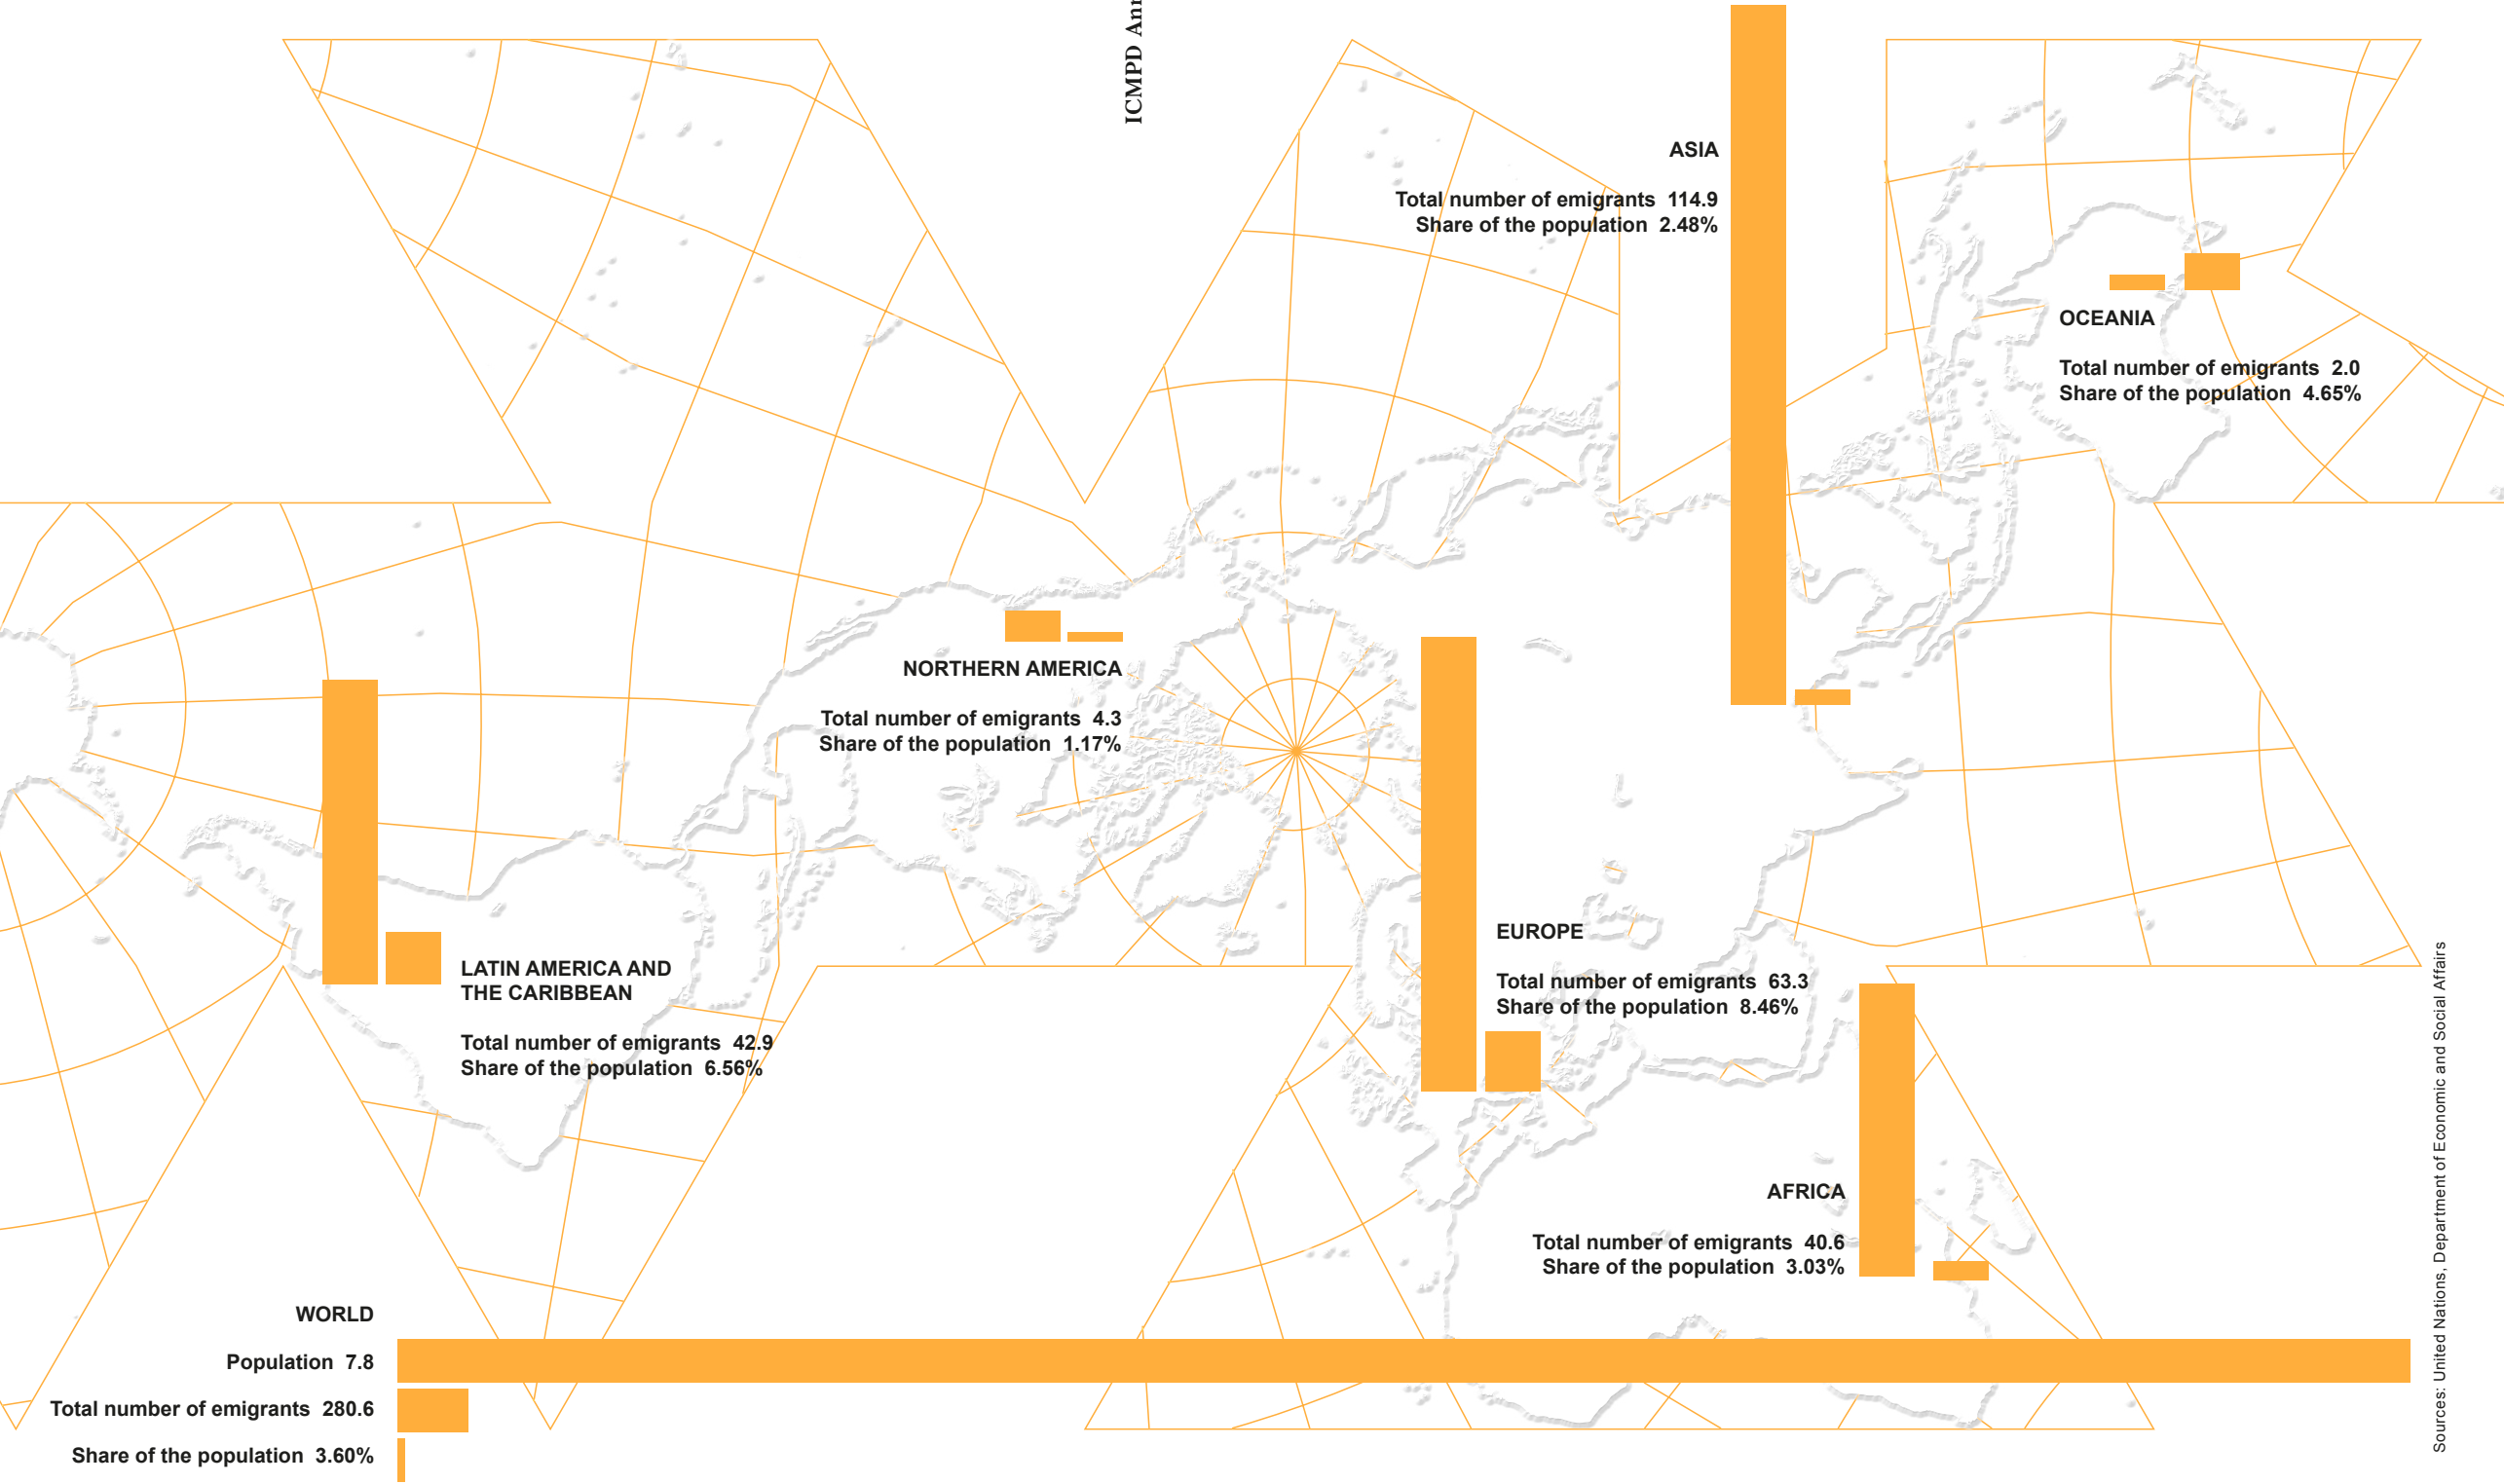 ICMPD
ASIA
Total number of emigrants 114.9
Share of the population 2.48%
OCEANIA
Total number of emigrants 2.0
Share of the population 4.65%
NORTHERN AMERICA
Total number of emigrants 4.3
Share of the population 1.17%
EUROPE
Total number of emigrants 63.3
Share of the population 8.46%
LATIN AMERICA AND
THE CARIBBEAN
Total number of emigrants 42.9
Share of the population 6.56%
AFRICA
Total number of emigrants 40.6
Share of the population 3.03%
WORLD
Population 7.8
Total number of emigrants 280.6
Share of the population 3.60%
Sources: United Nations, Department of Economic and Social Affairs